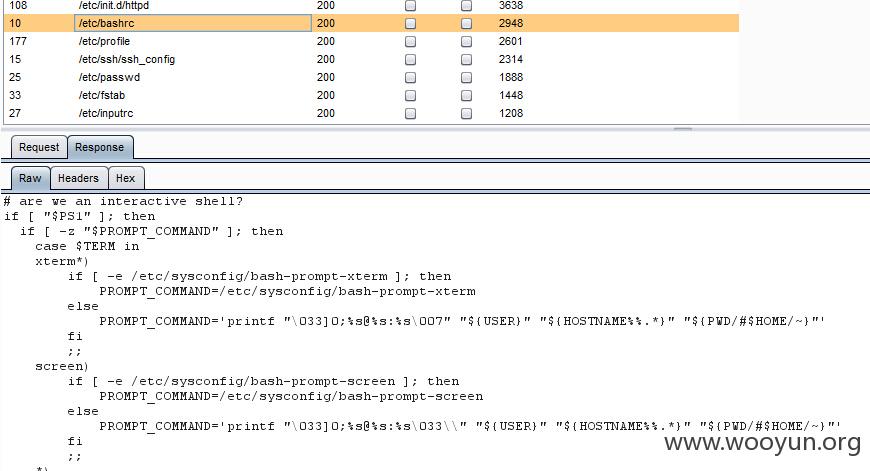 108 /etc/init.d/httpd 200 3638
10 /etc/bashrc 200 2948
177 /etc/profile 200 2601
15 /etc/ssh/ssh_config 200 2314
25 /etc/passwd 200 1888
33 /etc/fstab 200 1448
27 /etc/inputrc 200 1208
Request Response
Raw Headers Hex
# are we an interactive shell?
if [ "$PS1" ]; then
  if [ -z "$PROMPT_COMMAND" ]; then
    case $TERM in
    xterm*)
        if [ -e /etc/sysconfig/bash-prompt-xterm ]; then
            PROMPT_COMMAND=/etc/sysconfig/bash-prompt-xterm
        else
            PROMPT_COMMAND='printf "\033]0;%s@%s:%s\007" "${USER}" "${HOSTNAME%%.*}" "${PWD/#$HOME/~}"'
        fi
        ;;
    screen)
        if [ -e /etc/sysconfig/bash-prompt-screen ]; then
            PROMPT_COMMAND=/etc/sysconfig/bash-prompt-screen
        else
            PROMPT_COMMAND='printf "\033]0;%s@%s:%s\033\\" "${USER}" "${HOSTNAME%%.*}" "${PWD/#$HOME/~}"'
        fi
        ;;
    *)
www.wooyun.org